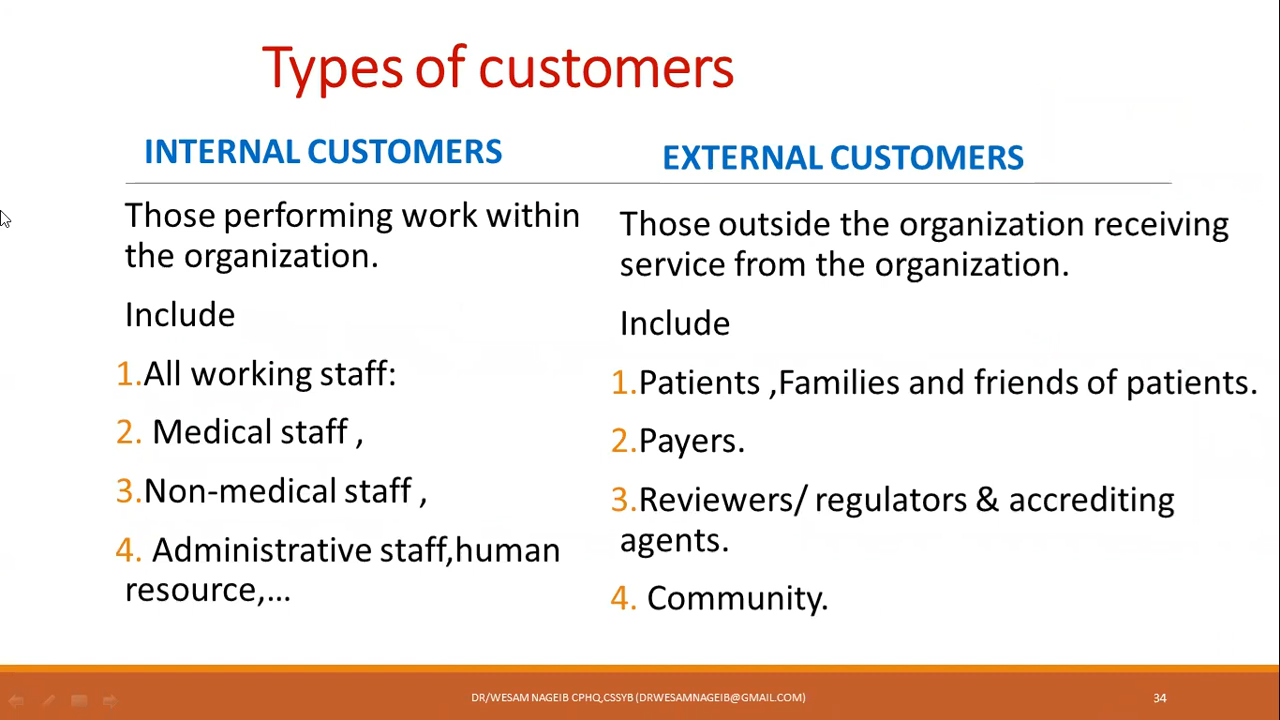 Types of customers
INTERNAL CUSTOMERS
Those performing work within
the organization.
Include
1.All working staff:
2. Medical staff ,
3.Non-medical staff ,
4. Administrative staff,human
resource,...
EXTERNAL CUSTOMERS
Those outside the organization receiving
service from the organization.
Include
1.Patients ,Families and friends of patients.
2.Payers.
3.Reviewers/ regulators & accrediting
agents.
4. Community.
DR/WESAM NAGEIB CPHQ,CSSYB (DRWESAMNAGEIB@GMAIL.COM)
34